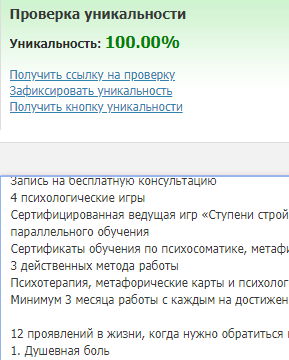 Проверка уникальности
Уникальность: 100.00%
Получить ссылку на проверку
Зафиксировать уникальность
Получить кнопку уникальности
Запись на бесплатную консультацию
4 психологические игры
Сертифицированная ведущая игр «Ступени строй
параллельного обучения
Сертификаты обучения по психосоматике, метафи
3 действенных метода работы
Психотерапия, метафорические карты и психолог
Минимум 3 месяца работы с каждым на достижен
12 проявлений в жизни, когда нужно обратиться
1. Душевная боль